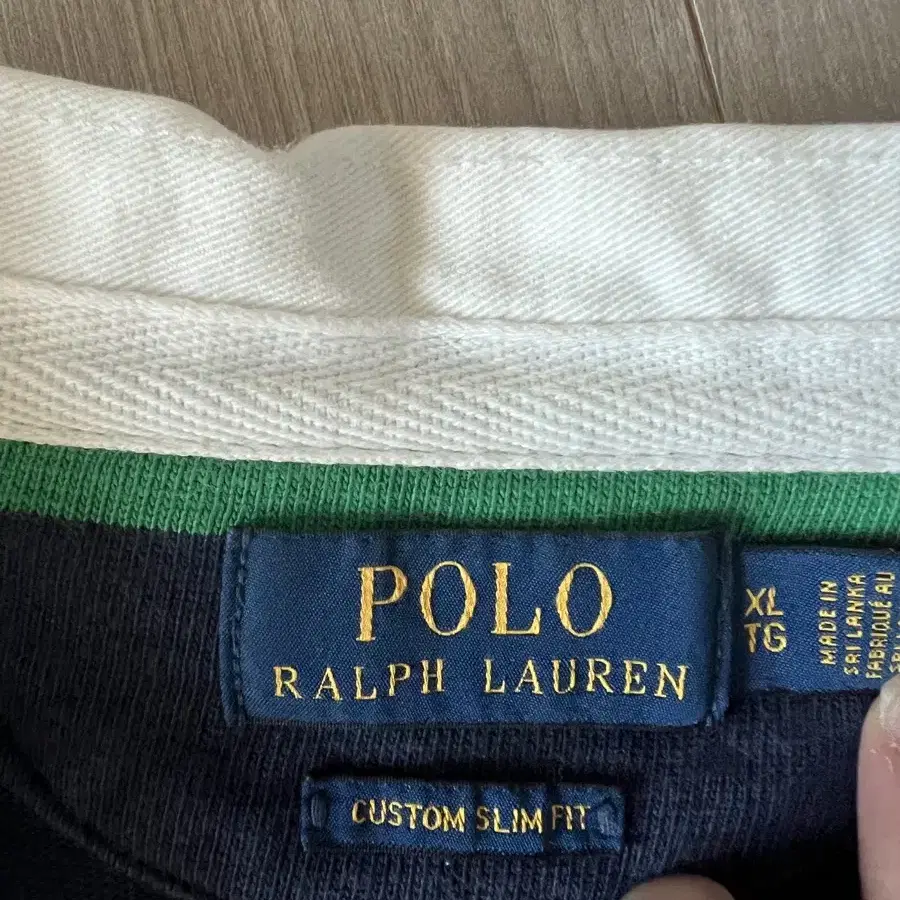 POLO
RALPH LAUREN
XL
TG
MADE IN
SRI LANKA
FABRIQUÉ AU
CUSTOM SLIM FIT